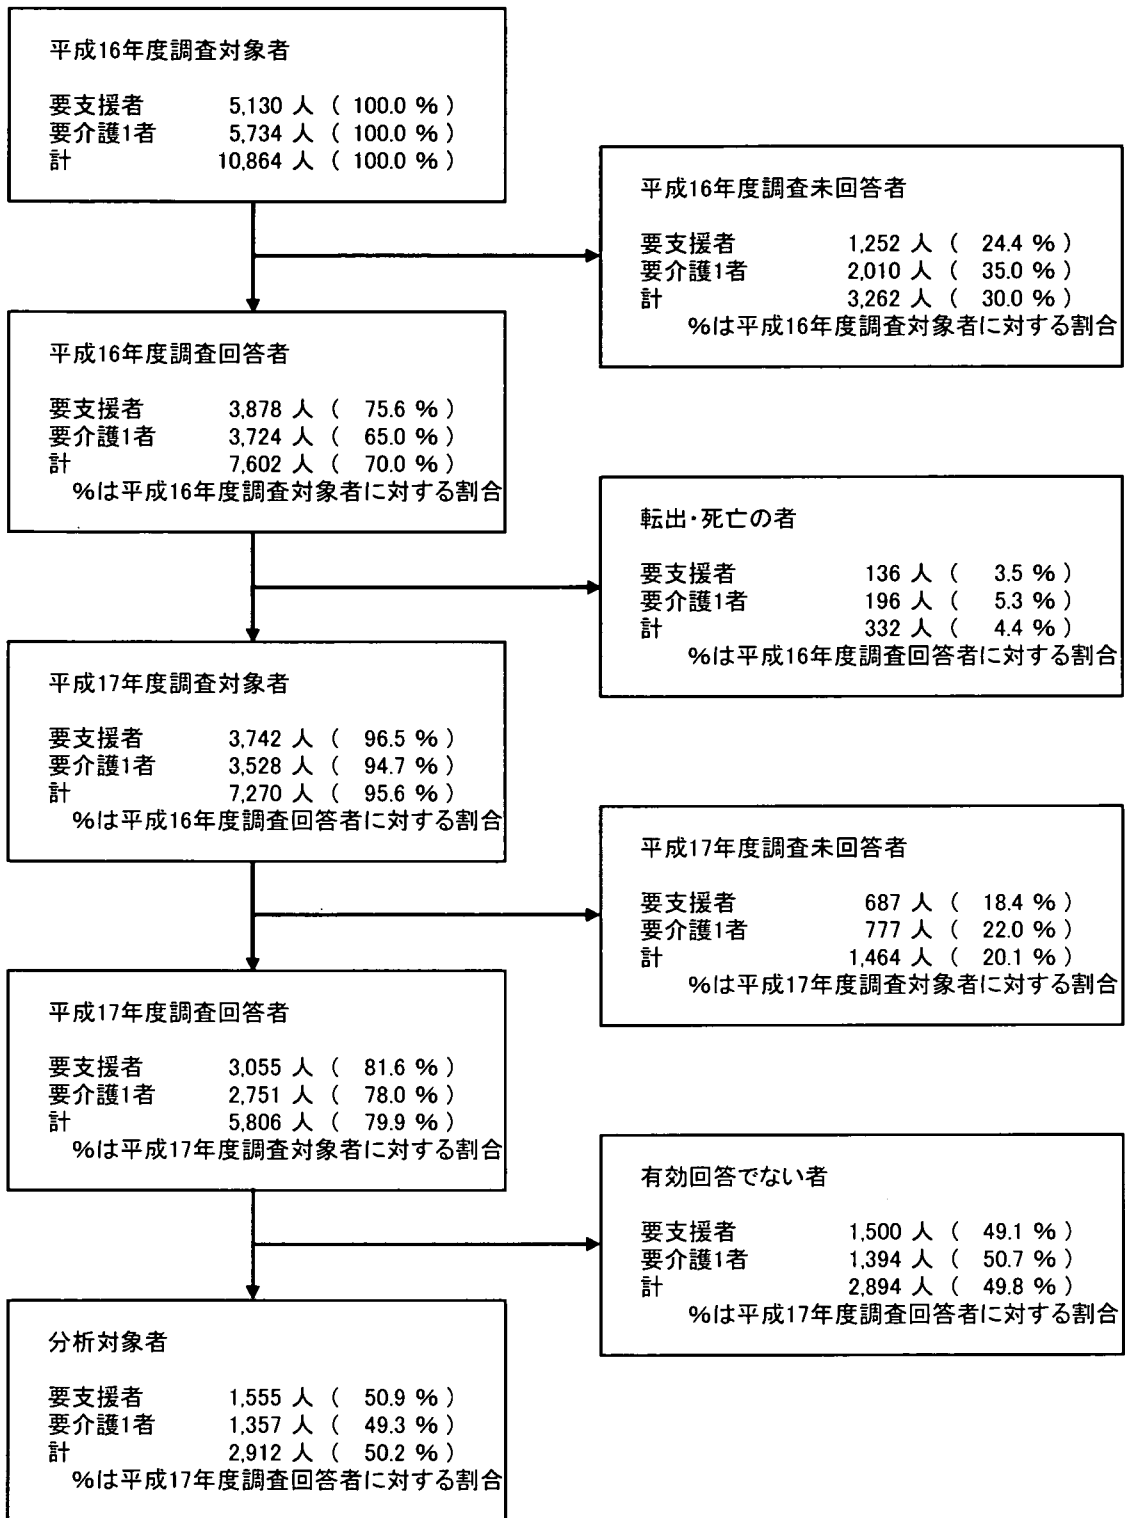 平成16年度調査対象者
要支援者 5,130 人 ( 100.0 % )
要介護1者 5,734 人 ( 100.0 % )
計 10,864 人 ( 100.0 % )
平成16年度調査未回答者
要支援者 1,252 人 ( 24.4 % )
要介護1者 2,010 人 ( 35.0 % )
計 3,262 人 ( 30.0 % )
%は平成16年度調査対象者に対する割合
平成16年度調査回答者
要支援者 3,878 人 ( 75.6 % )
要介護1者 3,724 人 ( 65.0 % )
計 7,602 人 ( 70.0 % )
%は平成16年度調査対象者に対する割合
転出・死亡の者
要支援者 136 人 ( 3.5 % )
要介護1者 196 人 ( 5.3 % )
計 332 人 ( 4.4 % )
%は平成16年度調査回答者に対する割合
平成17年度調査対象者
要支援者 3,742 人 ( 96.5 % )
要介護1者 3,528 人 ( 94.7 % )
計 7,270 人 ( 95.6 % )
%は平成16年度調査回答者に対する割合
平成17年度調査未回答者
要支援者 687 人 ( 18.4 % )
要介護1者 777 人 ( 22.0 % )
計 1,464 人 ( 20.1 % )
%は平成17年度調査対象者に対する割合
平成17年度調査回答者
要支援者 3,055 人 ( 81.6 % )
要介護1者 2,751 人 ( 78.0 % )
計 5,806 人 ( 79.9 % )
%は平成17年度調査対象者に対する割合
有効回答でない者
要支援者 1,500 人 ( 49.1 % )
要介護1者 1,394 人 ( 50.7 % )
計 2,894 人 ( 49.8 % )
%は平成17年度調査回答者に対する割合
分析対象者
要支援者 1,555 人 ( 50.9 % )
要介護1者 1,357 人 ( 49.3 % )
計 2,912 人 ( 50.2 % )
%は平成17年度調査回答者に対する割合